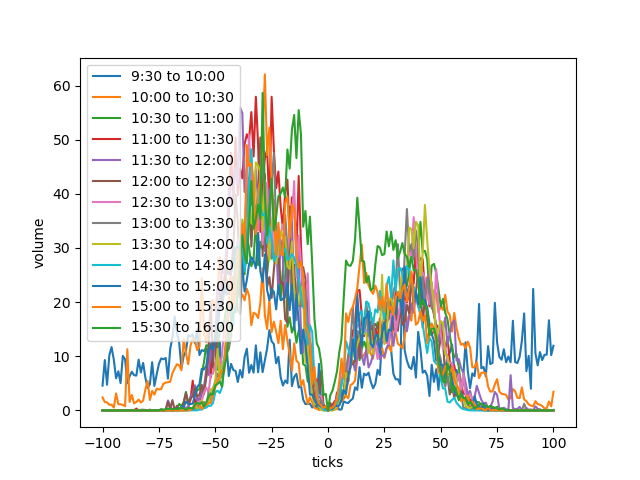 9:30 to 10:00
10:00 to 10:30
10:30 to 11:00
11:00 to 11:30
11:30 to 12:00
12:00 to 12:30
12:30 to 13:00
13:00 to 13:30
13:30 to 14:00
14:00 to 14:30
14:30 to 15:00
15:00 to 15:30
15:30 to 16:00
60
50
40
30
20
10
0
volume
−100 −75 −50 −25 0 25 50 75 100
ticks